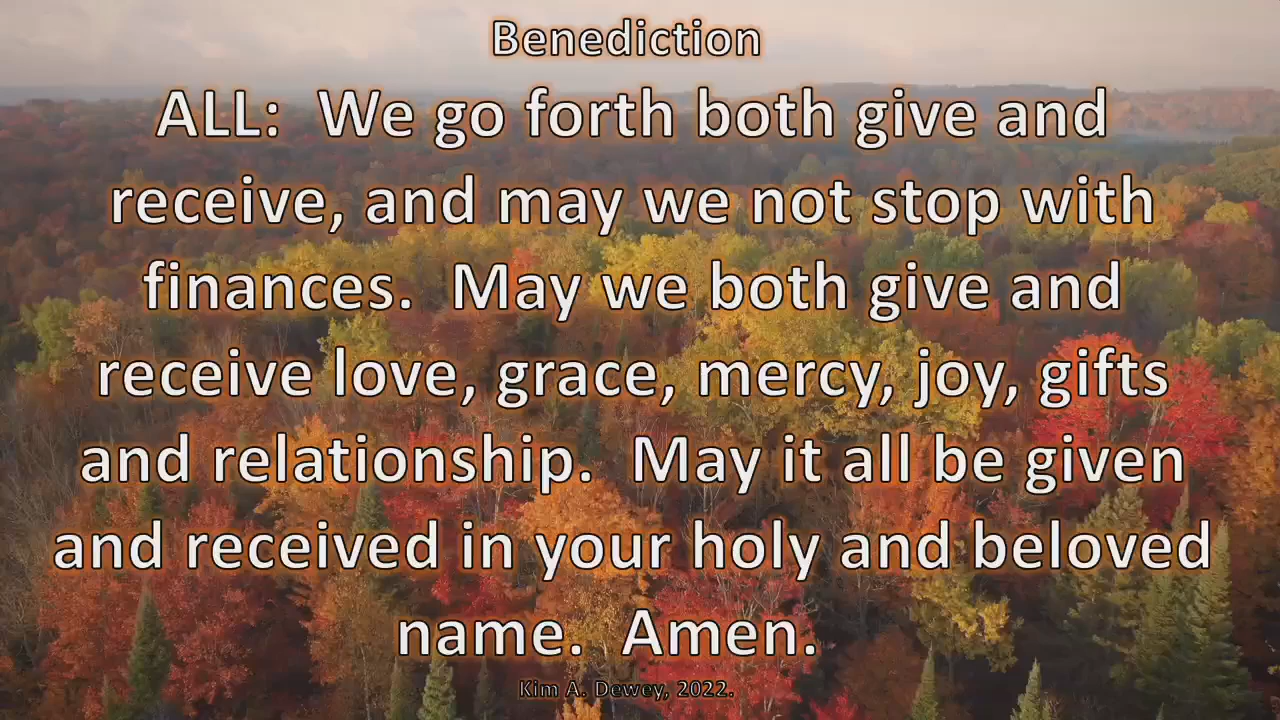 Benediction
ALL:  We go forth both give and
receive, and may we not stop with
finances.  May we both give and
receive love, grace, mercy, joy, gifts
and relationship.  May it all be given
and received in your holy and beloved
name.  Amen.
Kim A. Dewey, 2022.